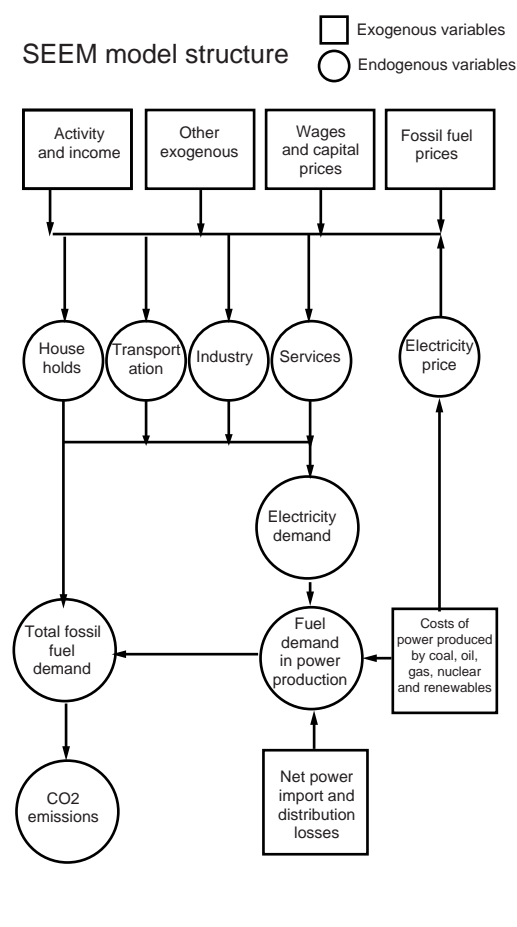 SEEM model structure
Exogenous variables
Endogenous variables
Activity
and income
Other
exogenous
Wages
and capital
prices
Fossil fuel
prices
House
holds
Transport
ation
Industry
Services
Electricity
price
Electricity
demand
Total fossil
fuel
demand
Fuel
demand
in power
production
Costs of
power produced
by coal, oil,
gas, nuclear
and renewables
CO2
emissions
Net power
import and
distribution
losses